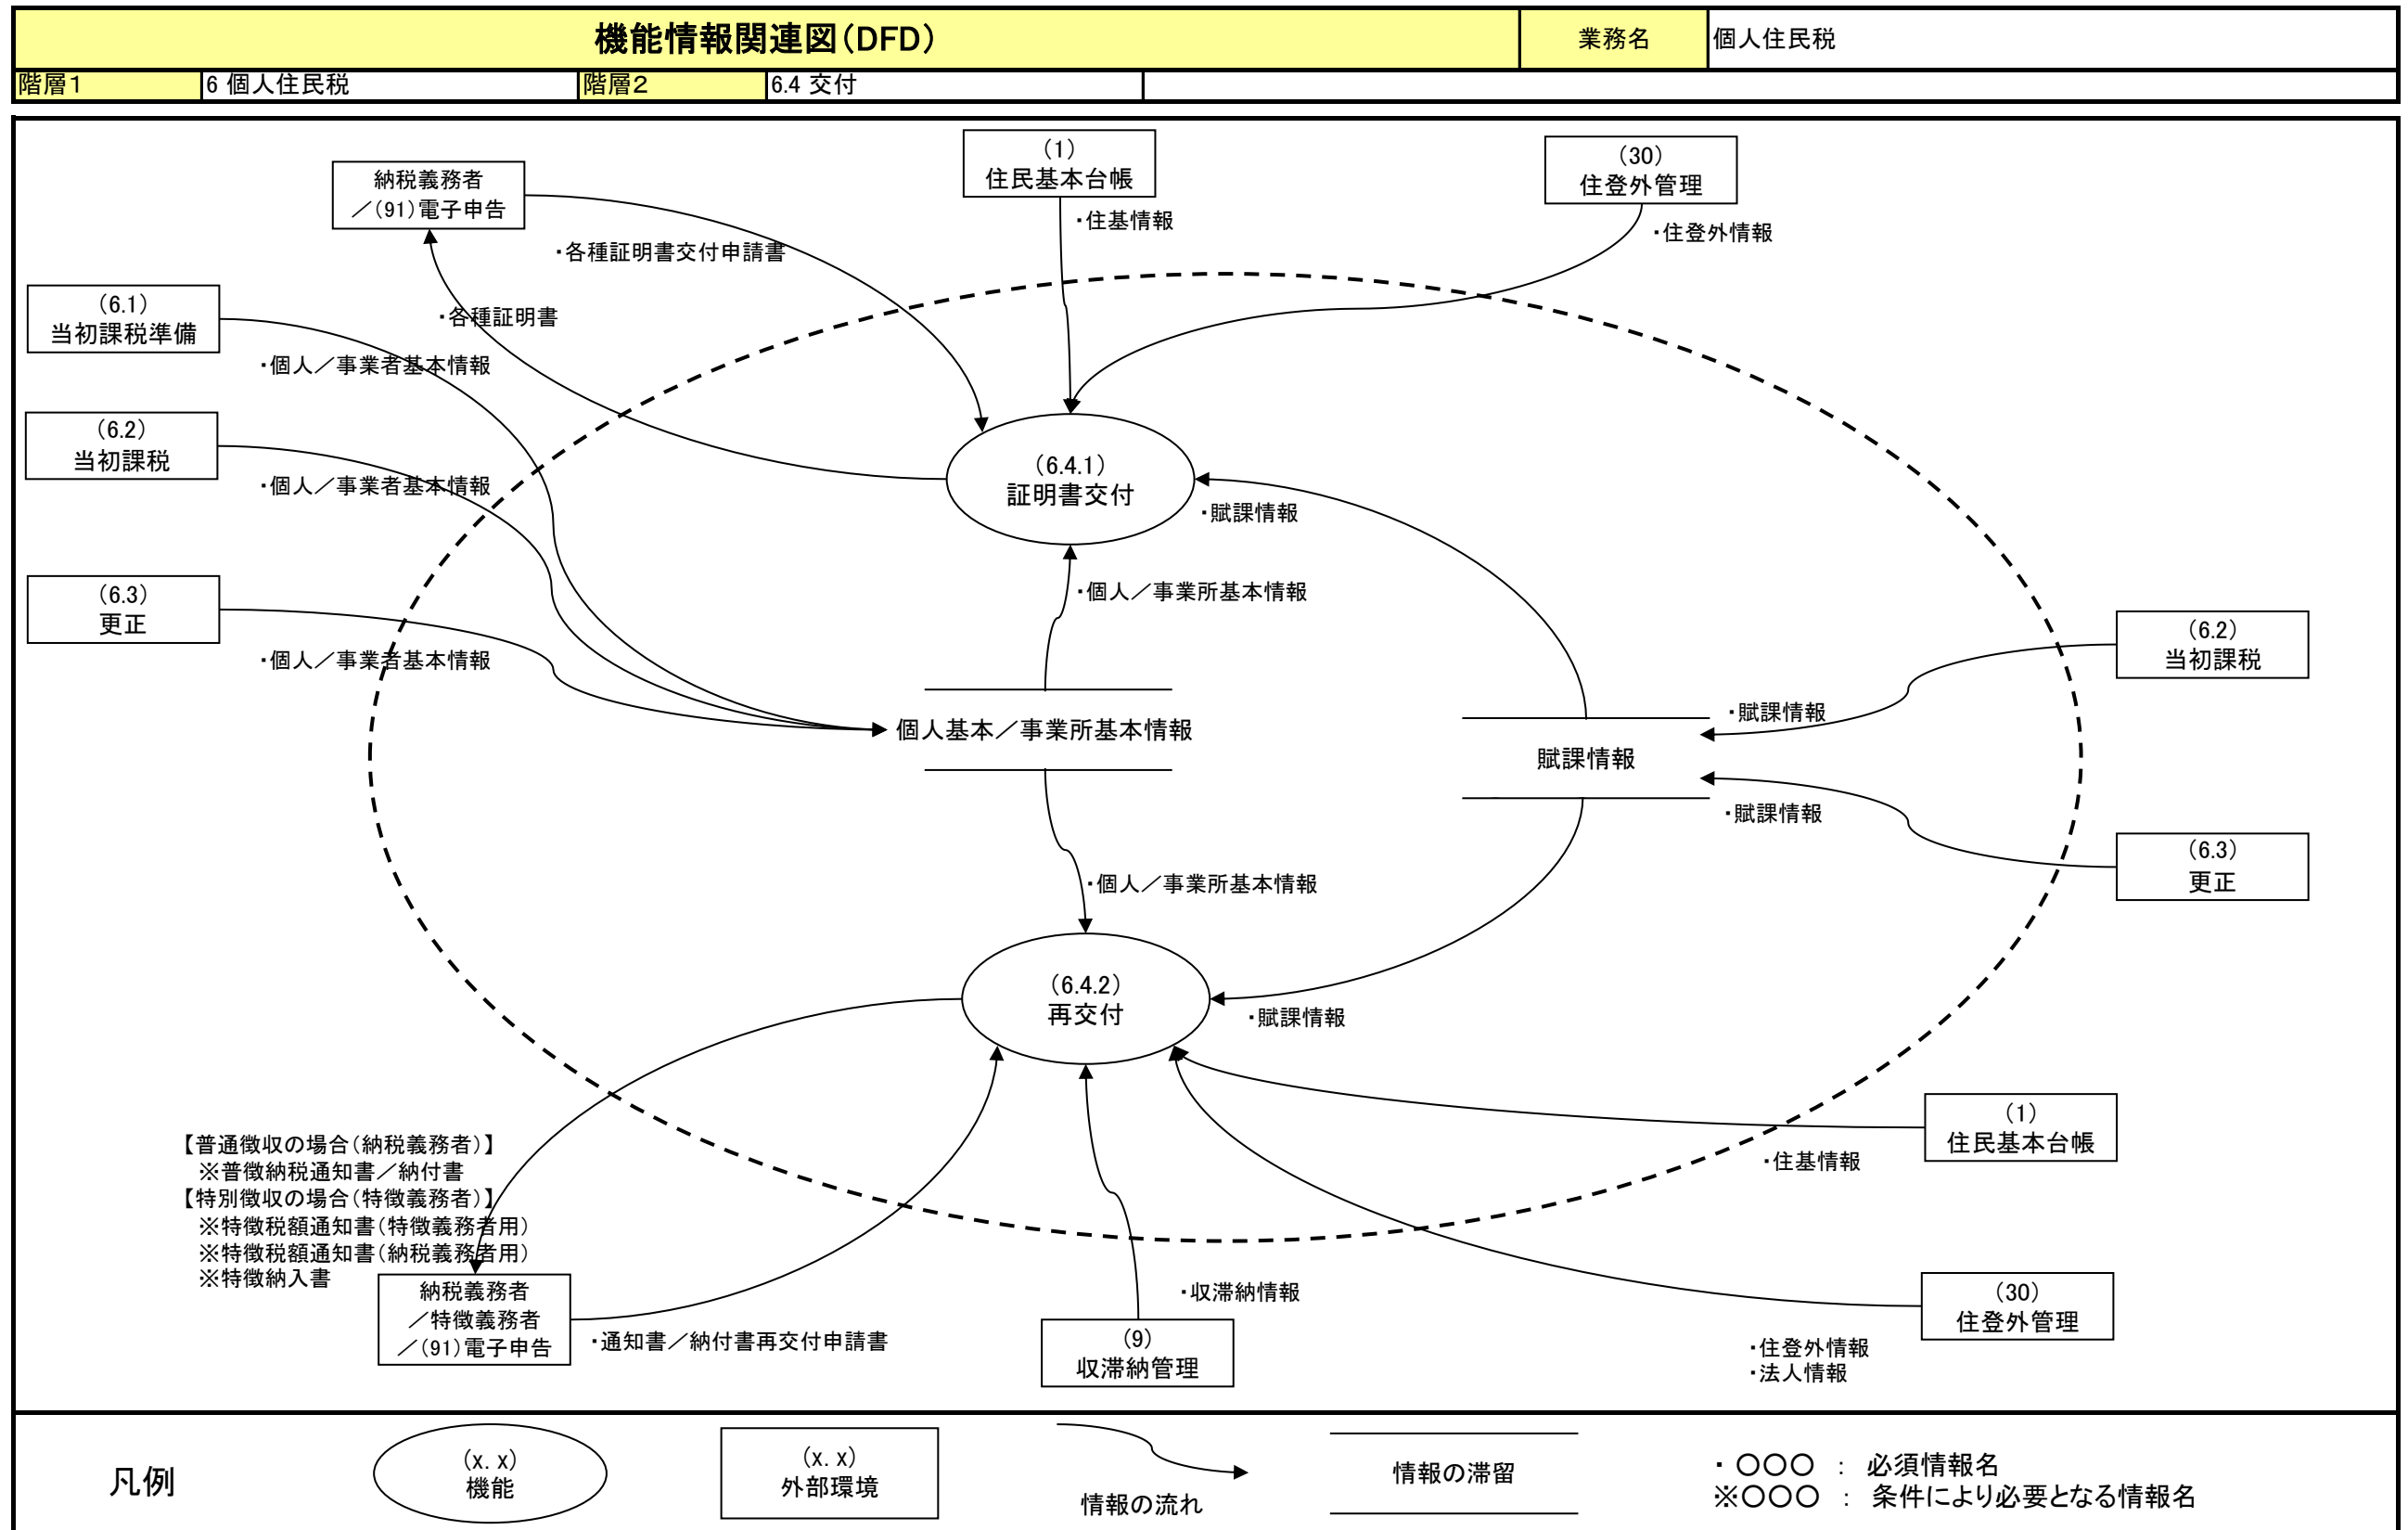 機能情報関連図（DFD）
業務名
個人住民税
階層１
6 個人住民税
階層２
6.4 交付
（1）
住民基本台帳
（30）
住登外管理
納税義務者
／(91)電子申告
・住基情報
・住登外情報
・各種証明書交付申請書
・各種証明書
（6.1）
当初課税準備
・個人／事業者基本情報
（6.2）
当初課税
・個人／事業者基本情報
（6.3）
更正
・個人／事業者基本情報
（6.4.1）
証明書交付
・賦課情報
・個人／事業所基本情報
個人基本／事業所基本情報
賦課情報
（6.2）
当初課税
・賦課情報
・賦課情報
（6.3）
更正
・個人／事業所基本情報
（6.4.2）
再交付
・賦課情報
（1）
住民基本台帳
・住基情報
【普通徴収の場合（納税義務者）】
※普徴納税通知書／納付書
【特別徴収の場合（特徴義務者）】
※特徴税額通知書（特徴義務者用）
※特徴税額通知書（納税義務者用）
※特徴納入書
納税義務者
／特徴義務者
／(91)電子申告
・通知書／納付書再交付申請書
・収滞納情報
（9）
収滞納管理
（30）
住登外管理
・住登外情報
・法人情報
凡例
（x．x）
機能
（x．x）
外部環境
情報の流れ
情報の滞留
・ ○○○ ： 必須情報名
※○○○ ： 条件により必要となる情報名